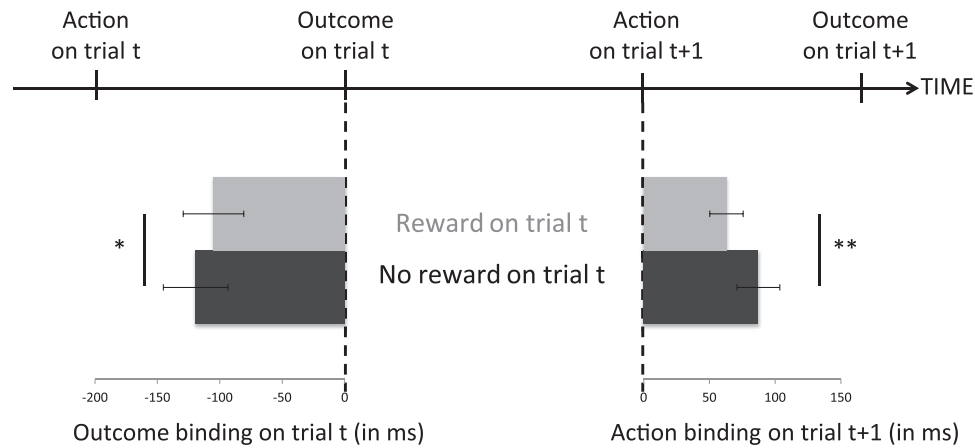 Action
on trial t
Outcome
on trial t
Action
on trial t+1
Outcome
on trial t+1
TIME
Reward on trial t
No reward on trial t
*
**
-200 -150 -100 -50 0
0 50 100 150
Outcome binding on trial t (in ms)
Action binding on trial t+1 (in ms)